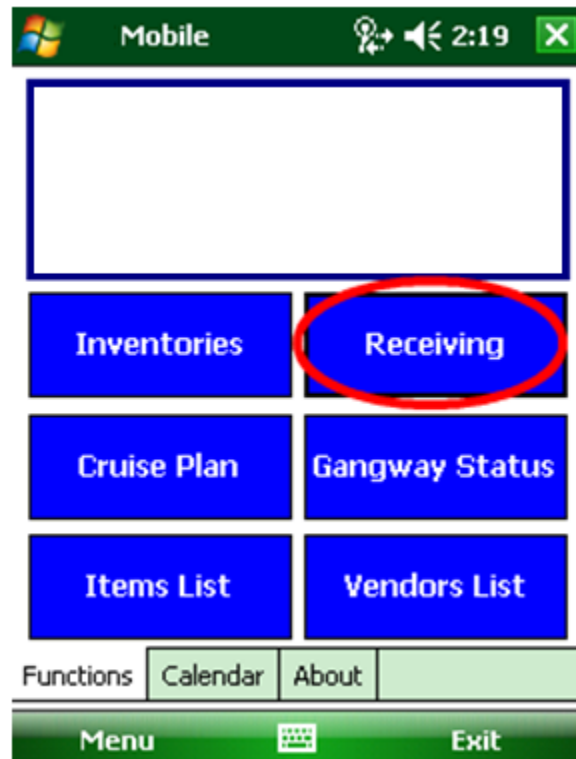 Mobile 2:19
Inventories Receiving
Cruise Plan Gangway Status
Items List Vendors List
Functions Calendar About
Menu Exit